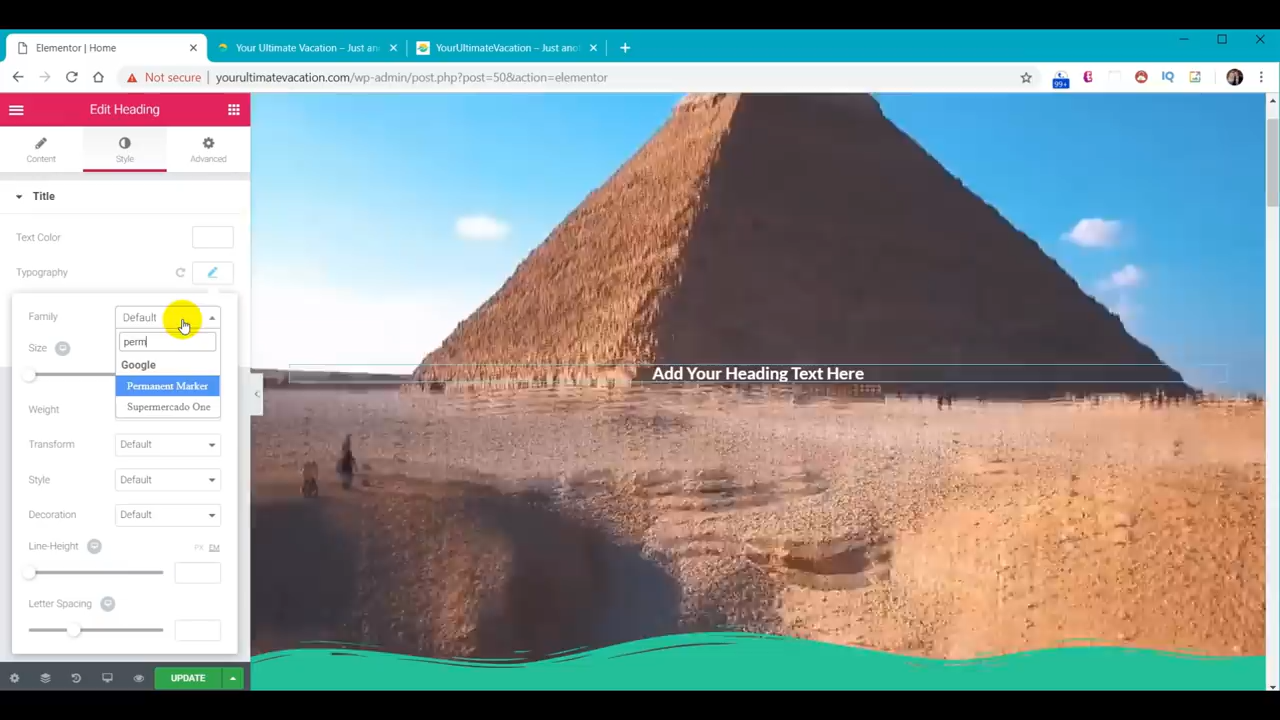 Elementor | Home
Your Ultimate Vacation – Just an
YourUltimateVacation – Just ano
Not secure
yourultimatevacation.com/wp-admin/post.php?post=50&action=elementor
99+
IQ
Edit Heading
Content
Style
Advanced
Title
Text Color
Typography
Family
Default
perm
Size
Google
Permanent Marker
Supermercado One
Weight
Transform
Default
Style
Default
Decoration
Default
Line-Height
PX EM
Letter Spacing
UPDATE
Add Your Heading Text Here